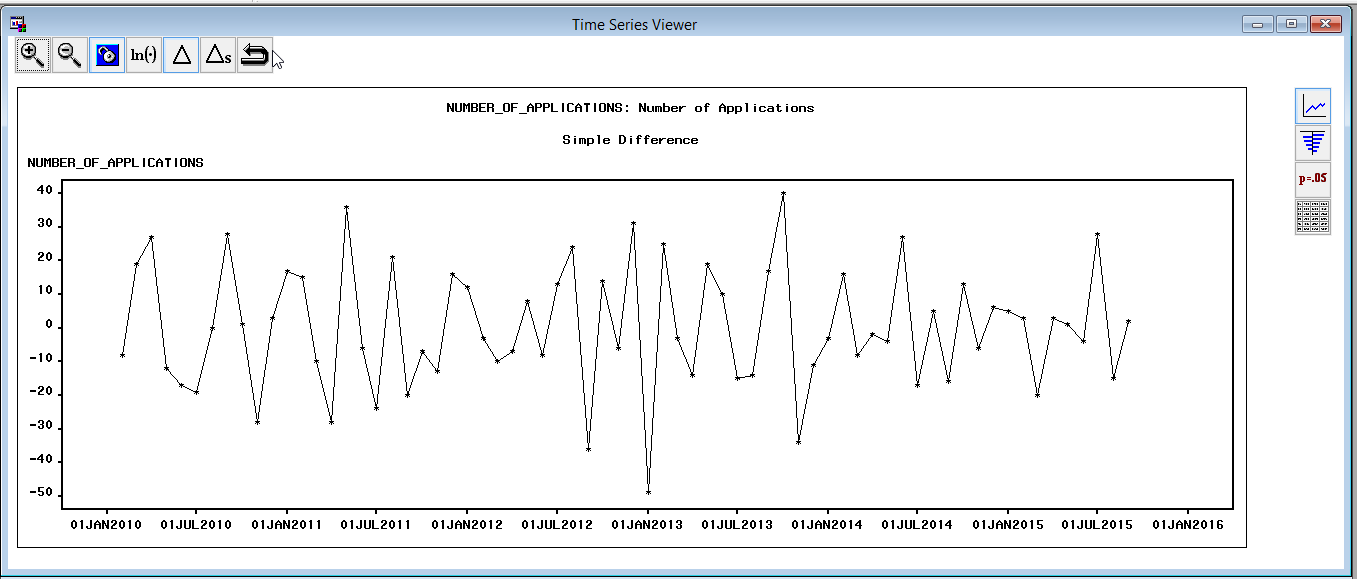 Time Series Viewer
ln(·) Δ Δs
NUMBER_OF_APPLICATIONS: Number of Applications
Simple Difference
NUMBER_OF_APPLICATIONS
p=.05
40
30
20
10
0
-10
-20
-30
-40
-50
01JAN2010 01JUL2010 01JAN2011 01JUL2011 01JAN2012 01JUL2012 01JAN2013 01JUL2013 01JAN2014 01JUL2014 01JAN2015 01JUL2015 01JAN2016